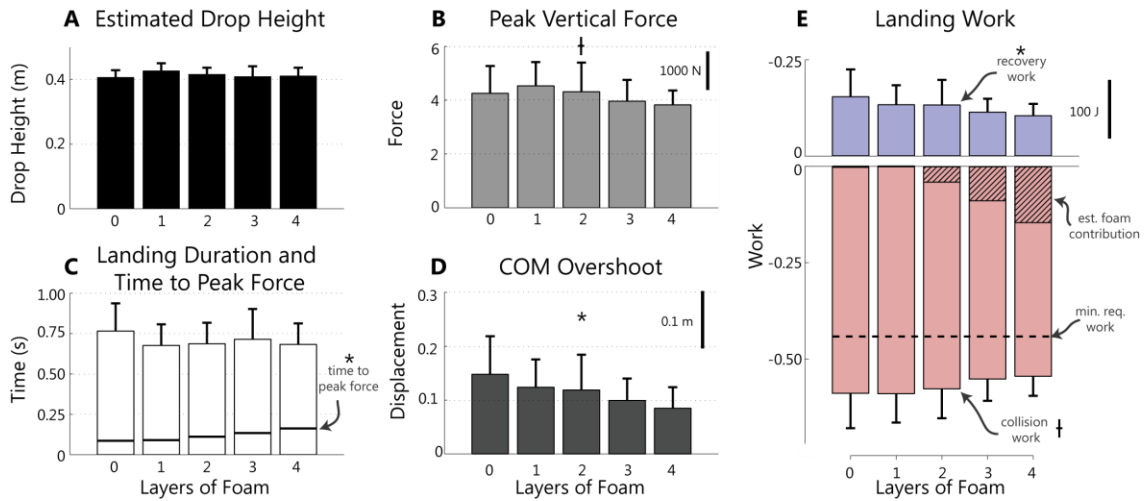 A Estimated Drop Height
Drop Height (m)
0.4
0.2
0
0 1 2 3 4
B Peak Vertical Force
Force
6
4
2
0
†
1000 N
0 1 2 3 4
C Landing Duration and
Time to Peak Force
Time (s)
1.00
0.75
0.50
0.25
0.00
*
time to
peak force
0 1 2 3 4
Layers of Foam
D COM Overshoot
Displacement
0.3
0.2
0.1
0
*
0.1 m
0 1 2 3 4
Layers of Foam
E Landing Work
Work
-0.25
0
*
recovery
work
100 J
0
-0.25
-0.50
est. foam
contribution
min. req.
work
collision
work †
0 1 2 3 4
Layers of Foam